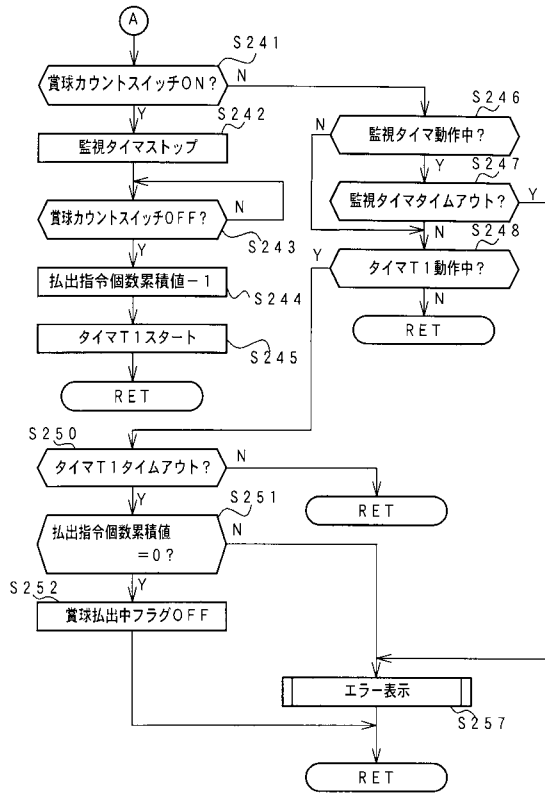 A
S241
賞球カウントスイッチON?
N
Y
S242
監視タイマストップ
賞球カウントスイッチOFF?
N
S243
Y
払出指令個数累積値-1
S244
タイマT1スタート
S245
RET
S246
監視タイマ動作中?
N
Y
S247
監視タイマタイムアウト?
Y
N
S248
タイマT1動作中?
Y
N
RET
S250
タイマT1タイムアウト?
N
RET
Y
S251
払出指令個数累積値
=0?
N
Y
S252
賞球払出中フラグOFF
エラー表示
S257
RET